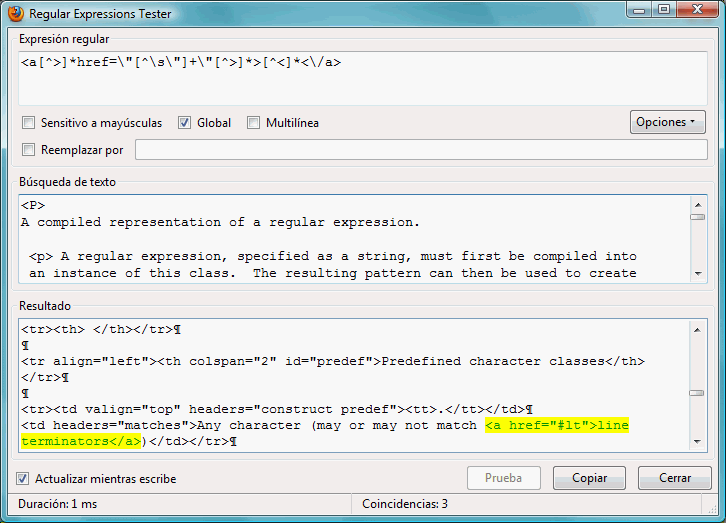 Regular Expressions Tester
Expresión regular
<a[^>]*href=\"[^\s\"]+\"[^>]*>[^<]*<\/a>
Sensitivo a mayúsculas Global Multilínea Opciones
Reemplazar por
Búsqueda de texto
<P>
A compiled representation of a regular expression.
<p> A regular expression, specified as a string, must first be compiled into
an instance of this class.  The resulting pattern can then be used to create
Resultado
<tr><th> </th></tr>¶
¶
<tr align="left"><th colspan="2" id="predef">Predefined character classes</th>
</tr>¶
¶
<tr><td valign="top" headers="construct predef"><tt>.</tt></td>¶
<td headers="matches">Any character (may or may not match <a href="#lt">line
terminators</a>)</td></tr>¶
Actualizar mientras escribe Prueba Copiar Cerrar
Duración: 1 ms Coincidencias: 3